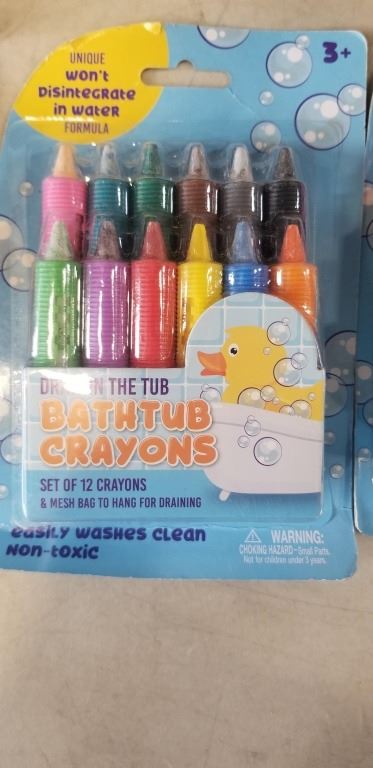 UNIQUE
won't
Disintegrate
in water
FORMULA
3+
IN THE TUB
BATHTUB
CRAYONS
SET OF 12 CRAYONS
& MESH BAG TO HANG FOR DRAINING
easily washes clean
non-toxic
WARNING:
CHOKING HAZARD-Small Parts.
Not for children under 3 years.